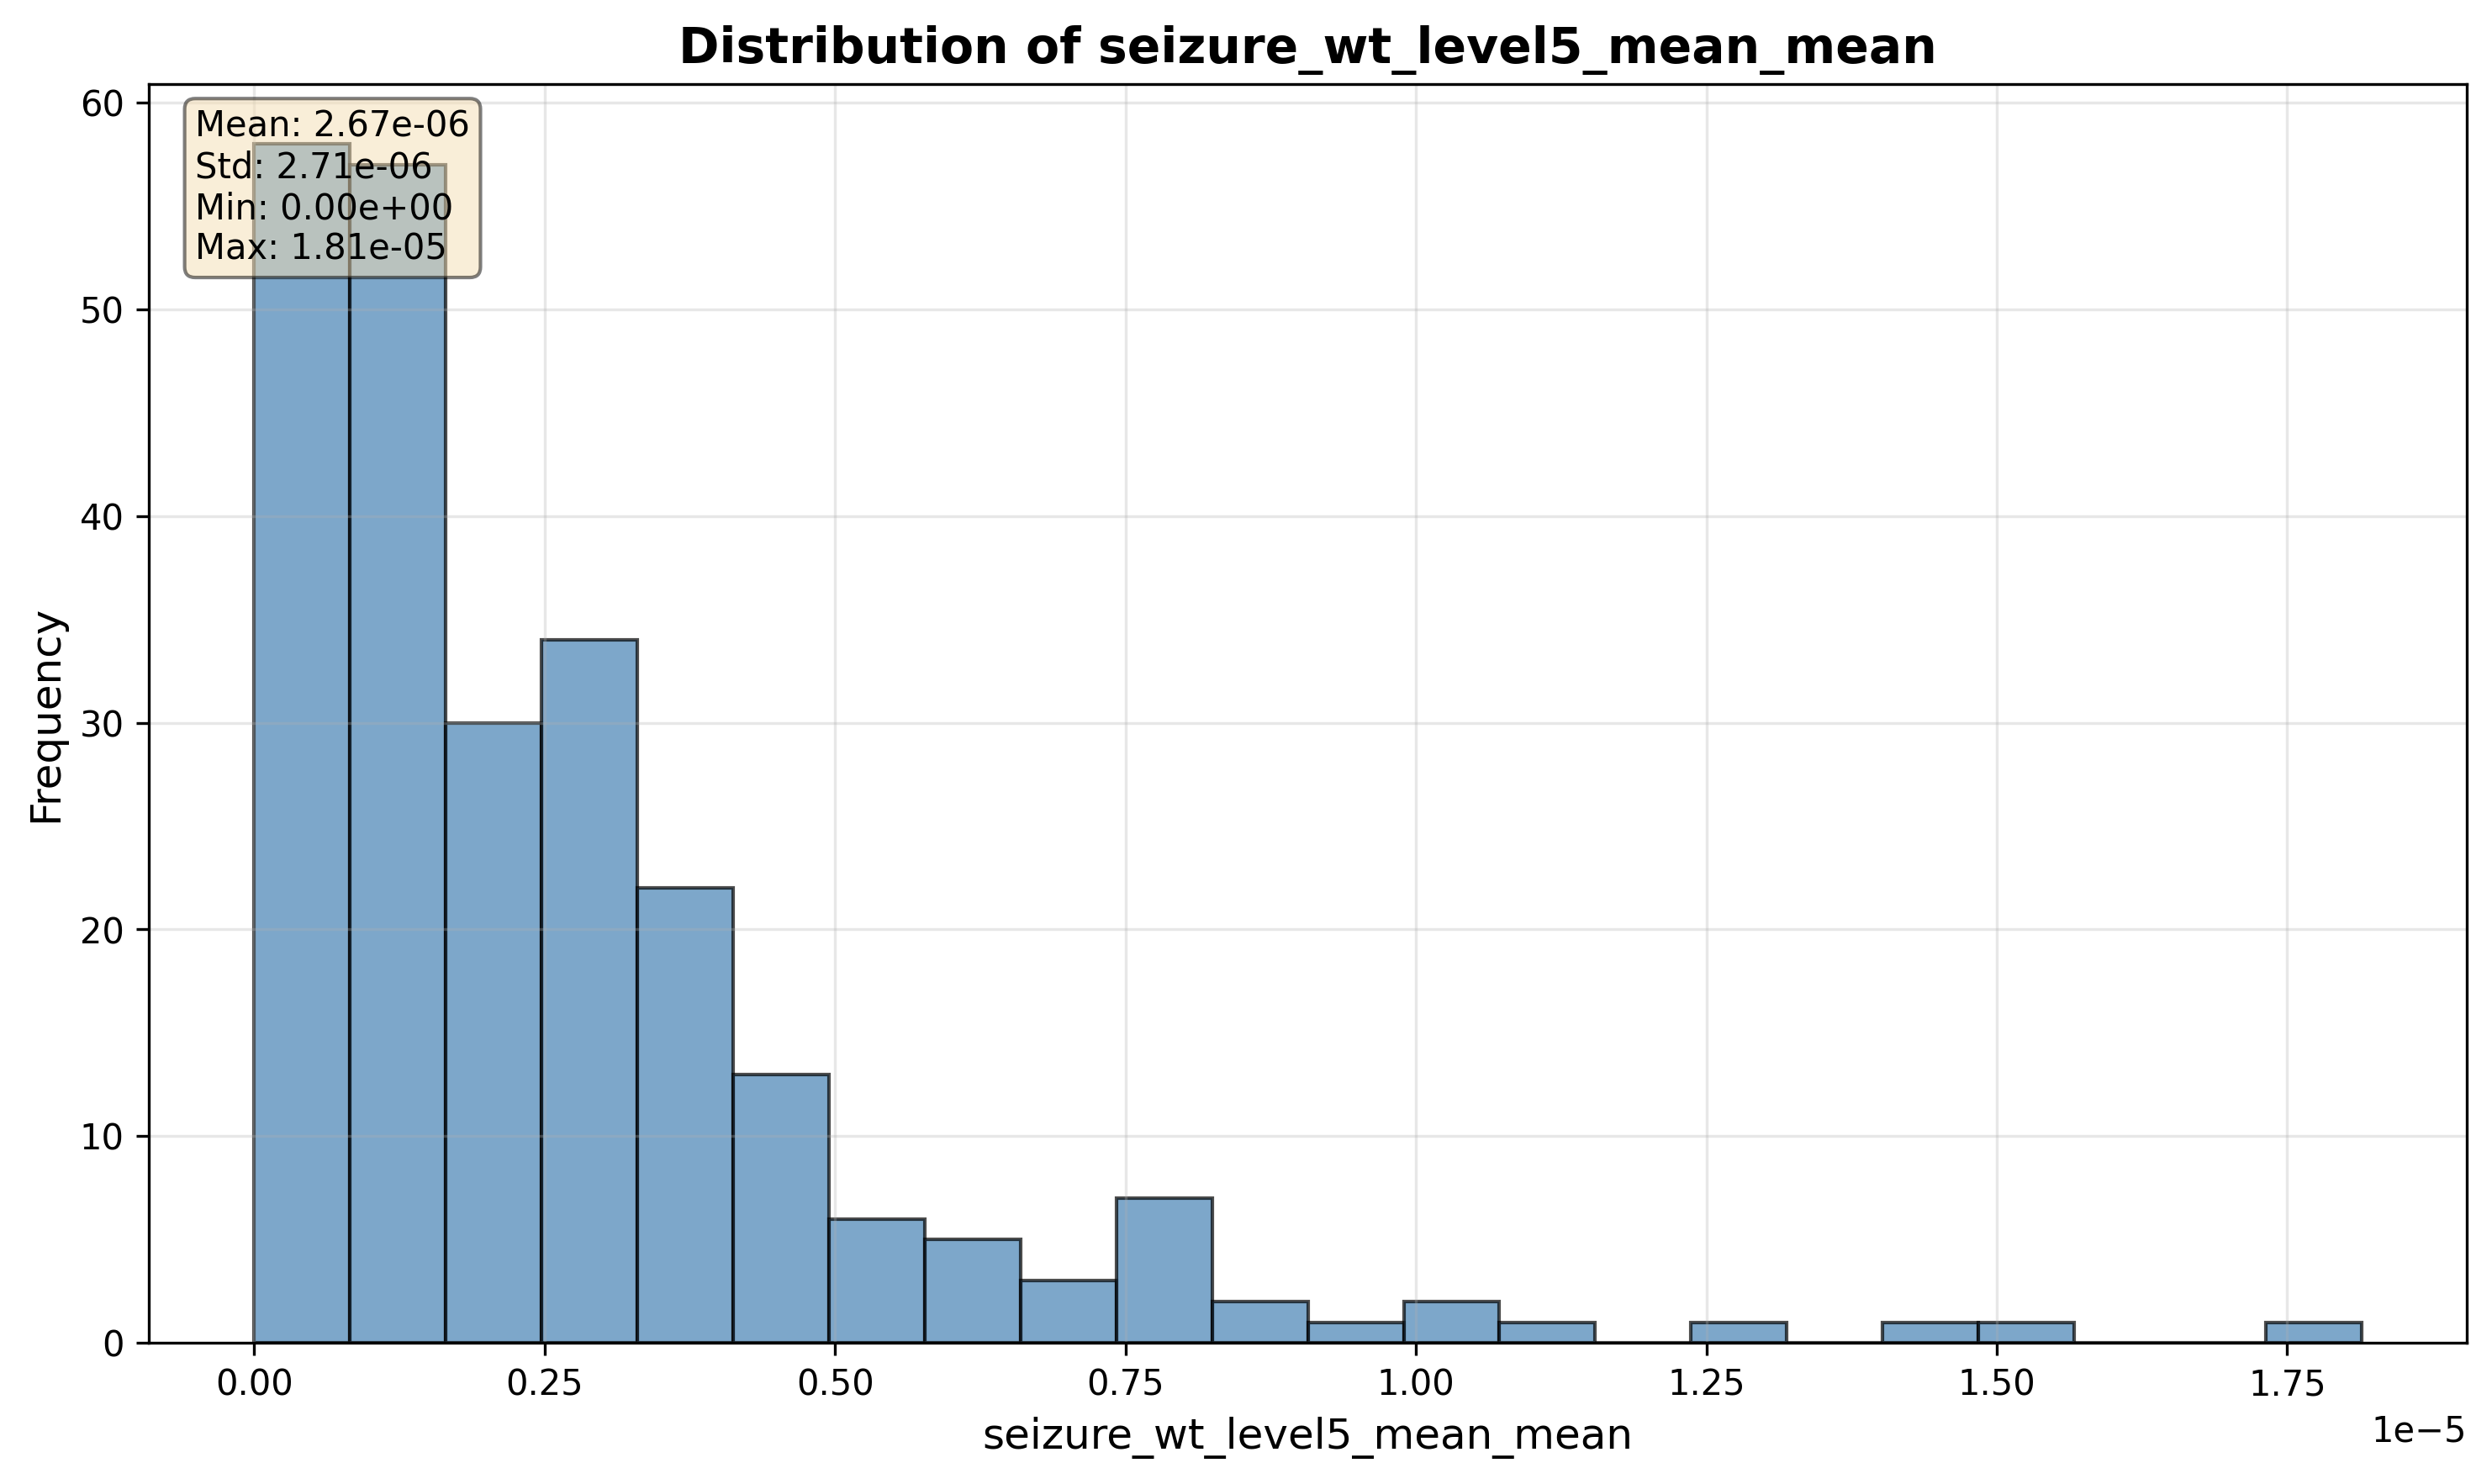 Distribution of seizure_wt_level5_mean_mean
Mean: 2.67e-06
Std: 2.71e-06
Min: 0.00e+00
Max: 1.81e-05
60
50
40
30
20
10
0
Frequency
0.00 0.25 0.50 0.75 1.00 1.25 1.50 1.75
1e−5
seizure_wt_level5_mean_mean